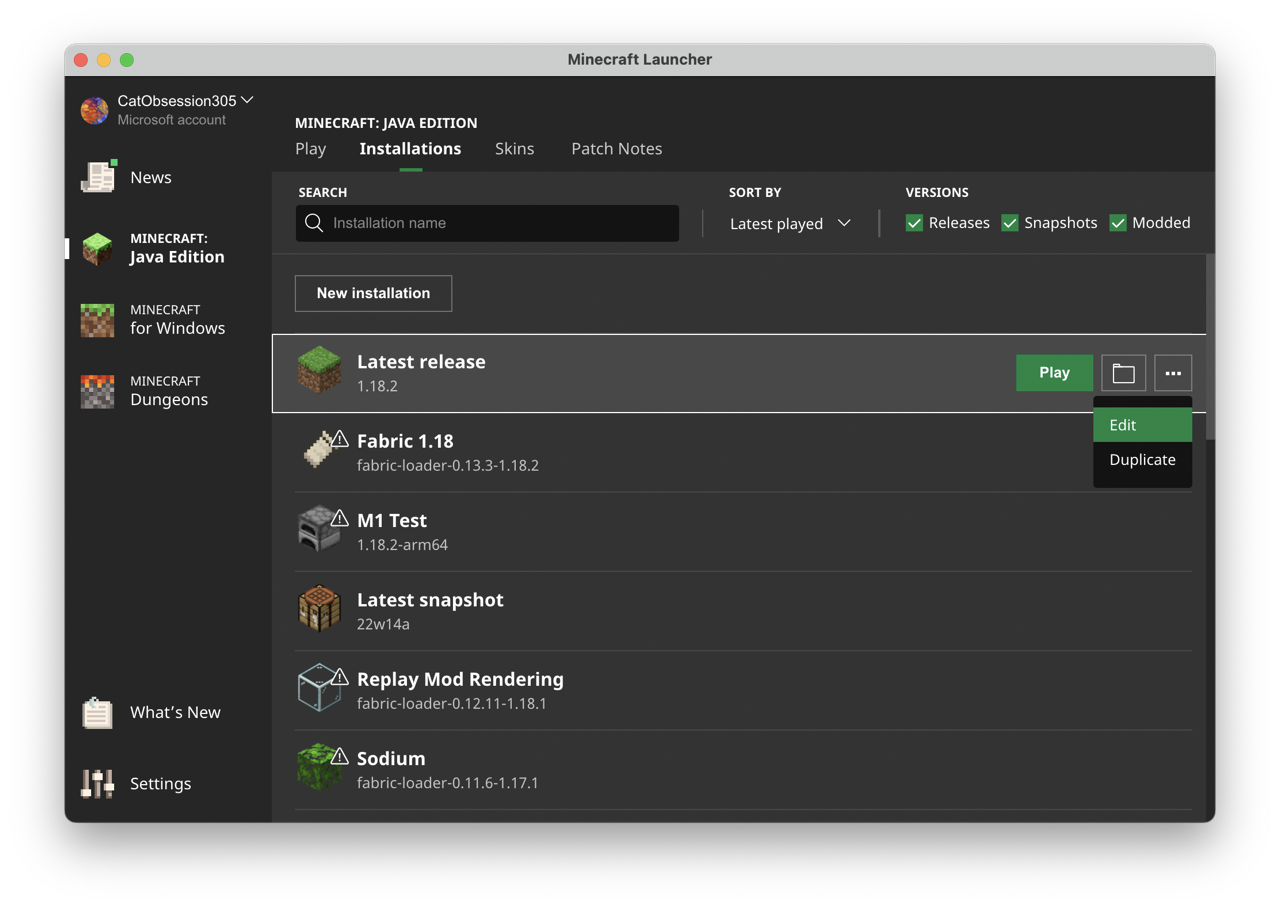 Minecraft Launcher
CatObsession305
Microsoft account
News
MINECRAFT:
Java Edition
MINECRAFT
for Windows
MINECRAFT
Dungeons
What's New
Settings
MINECRAFT: JAVA EDITION
Play Installations Skins Patch Notes
SEARCH SORT BY VERSIONS
Installation name Latest played Releases Snapshots Modded
New installation
Latest release
1.18.2
Play
Edit
Duplicate
Fabric 1.18
fabric-loader-0.13.3-1.18.2
M1 Test
1.18.2-arm64
Latest snapshot
22w14a
Replay Mod Rendering
fabric-loader-0.12.11-1.18.1
Sodium
fabric-loader-0.11.6-1.17.1